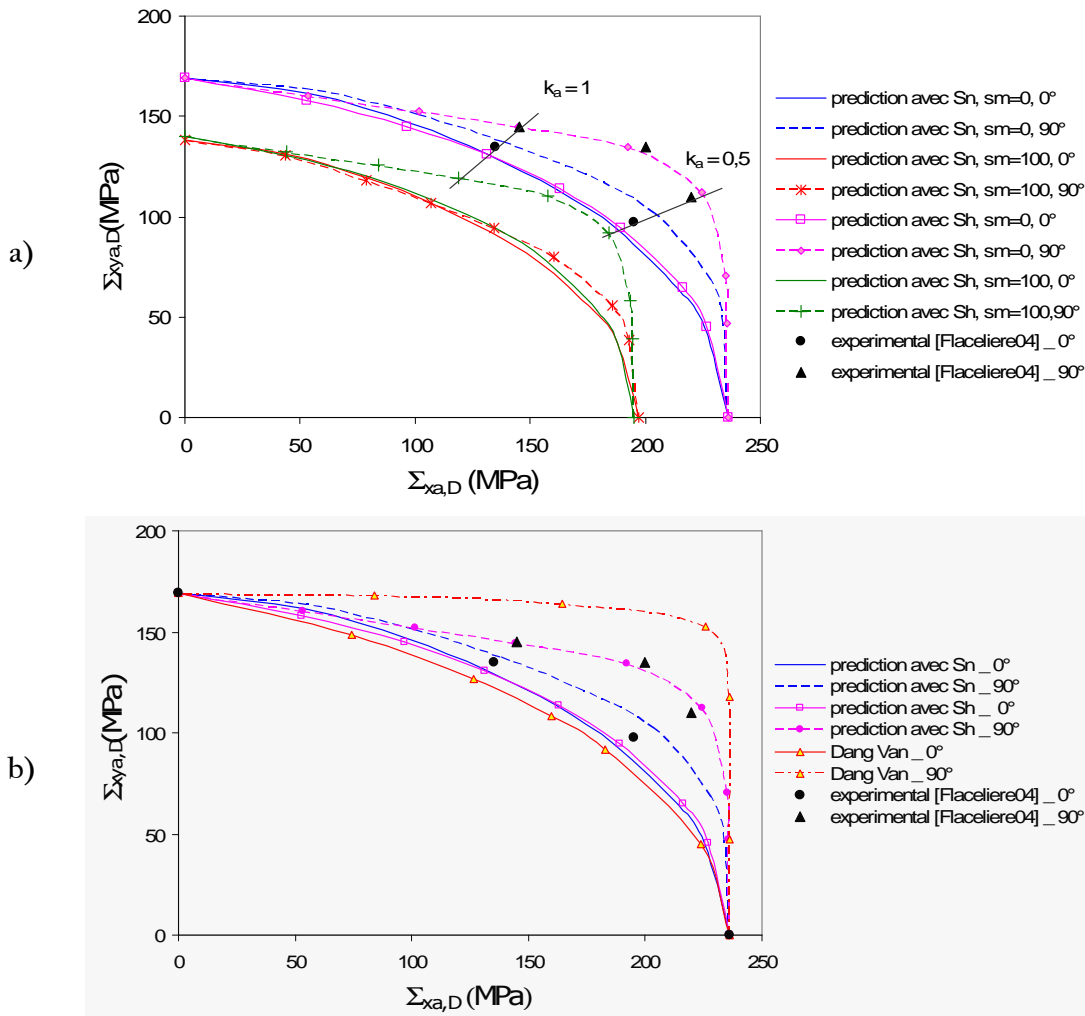 a)
Σxya,D(MPa)
200
150
100
50
0
0
50
100
150
200
250
Σxa,D (MPa)
ka = 1
ka = 0,5
prediction avec Sn, sm=0, 0°
prediction avec Sn, sm=0, 90°
prediction avec Sn, sm=100, 0°
prediction avec Sn, sm=100, 90°
prediction avec Sh, sm=0, 0°
prediction avec Sh, sm=0, 90°
prediction avec Sh, sm=100, 0°
prediction avec Sh, sm=100,90°
experimental [Flaceliere04] _ 0°
experimental [Flaceliere04] _ 90°
b)
Σxya,D(MPa)
200
150
100
50
0
0
50
100
150
200
250
Σxa,D (MPa)
prediction avec Sn _ 0°
prediction avec Sn _ 90°
prediction avec Sh _ 0°
prediction avec Sh _ 90°
Dang Van _ 0°
Dang Van _ 90°
experimental [Flaceliere04] _ 0°
experimental [Flaceliere04] _ 90°